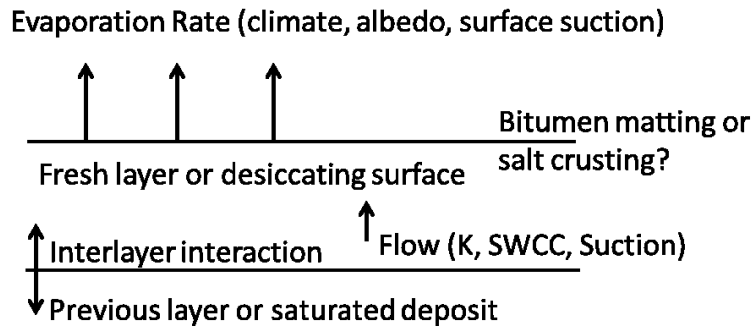 Evaporation Rate (climate, albedo, surface suction)
Bitumen matting or
salt crusting?
Fresh layer or desiccating surface
Interlayer interaction
Flow (K, SWCC, Suction)
Previous layer or saturated deposit